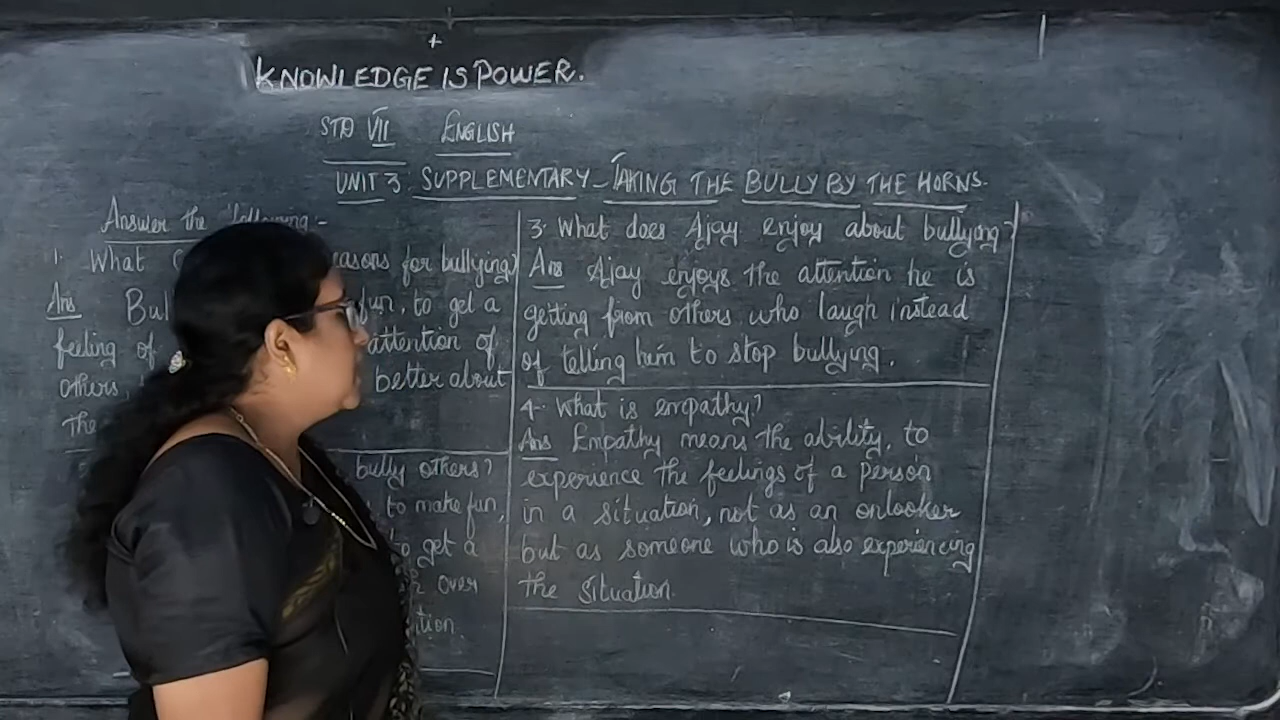 KNOWLEDGE IS POWER.
STD VII ENGLISH
UNIT 3 SUPPLEMENTARY - TAKING THE BULLY BY THE HORNS.
Answer the following:-
1. What for bullying?
Ans fun, to get a
feeling of attention of
others, better about
bully others?
to make fun,
to get a
over
3. What does Ajay enjoy about bullying?
Ans Ajay enjoys the attention he is
getting from others who laugh instead
of telling him to stop bullying.
4. What is empathy?
Ans Empathy means the ability, to
experience the feelings of a person
in a situation, not as an onlooker
but as someone who is also experiencing
the situation.